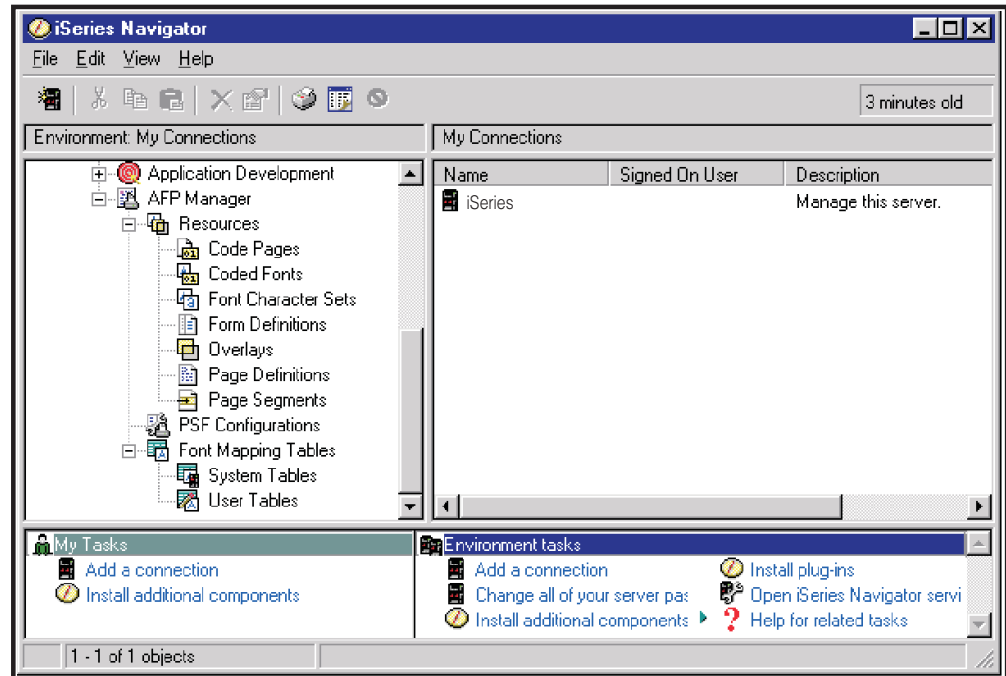 iSeries Navigator
File Edit View Help
3 minutes old
Environment: My Connections
My Connections
Application Development
AFP Manager
Resources
Code Pages
Coded Fonts
Font Character Sets
Form Definitions
Overlays
Page Definitions
Page Segments
PSF Configurations
Font Mapping Tables
System Tables
User Tables
Name Signed On User Description
iSeries Manage this server.
My Tasks
Add a connection
Install additional components
Environment tasks
Add a connection
Change all of your server pas
Install additional components
Install plug-ins
Open iSeries Navigator servi
Help for related tasks
1 - 1 of 1 objects